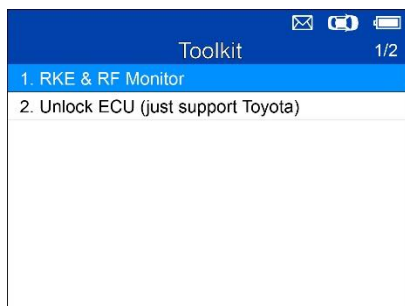 Toolkit 1/2
1. RKE & RF Monitor
2. Unlock ECU (just support Toyota)